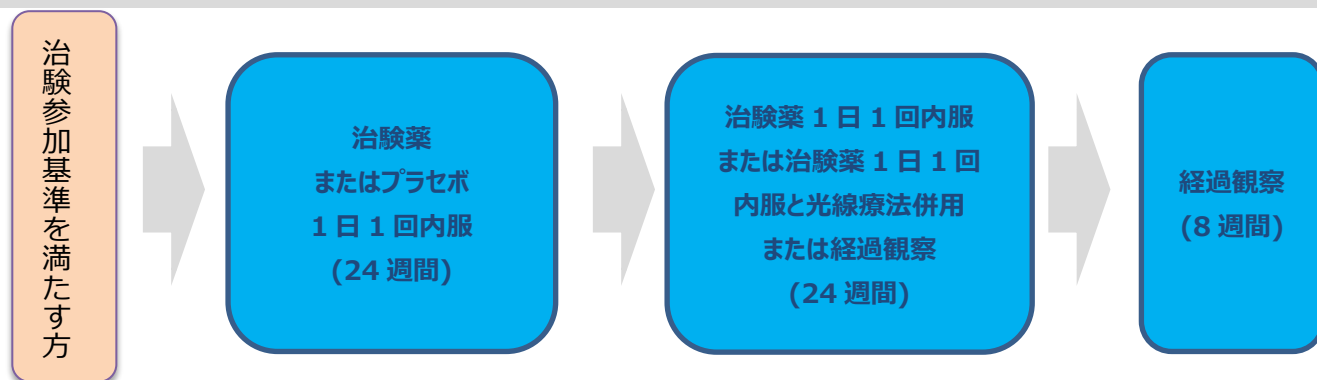 治験参加基準を満たす方
治験薬
またはプラセボ
1 日 1 回内服
(24 週間)
治験薬 1 日 1 回内服
または治験薬 1 日 1 回
内服と光線療法併用
または経過観察
(24 週間)
経過観察
(8 週間)